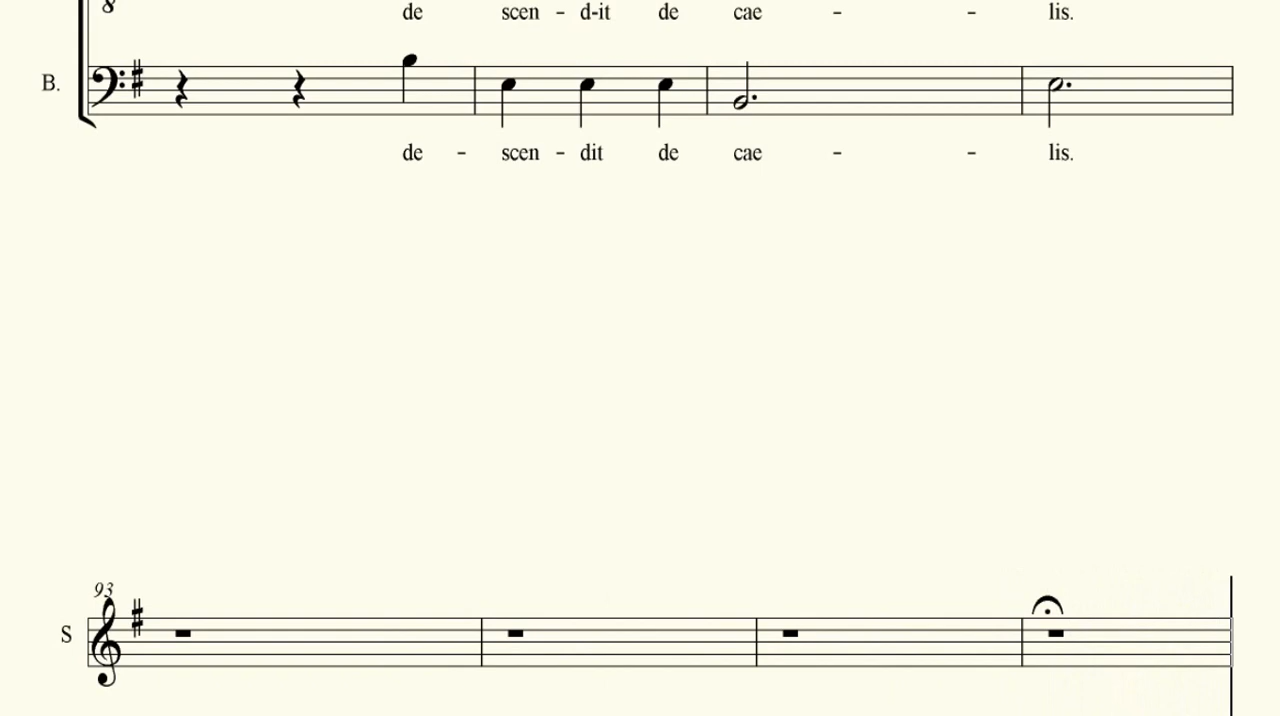 8
de scen - d-it de cae - - lis.
B.
de - scen - dit de cae - - lis.
93
S